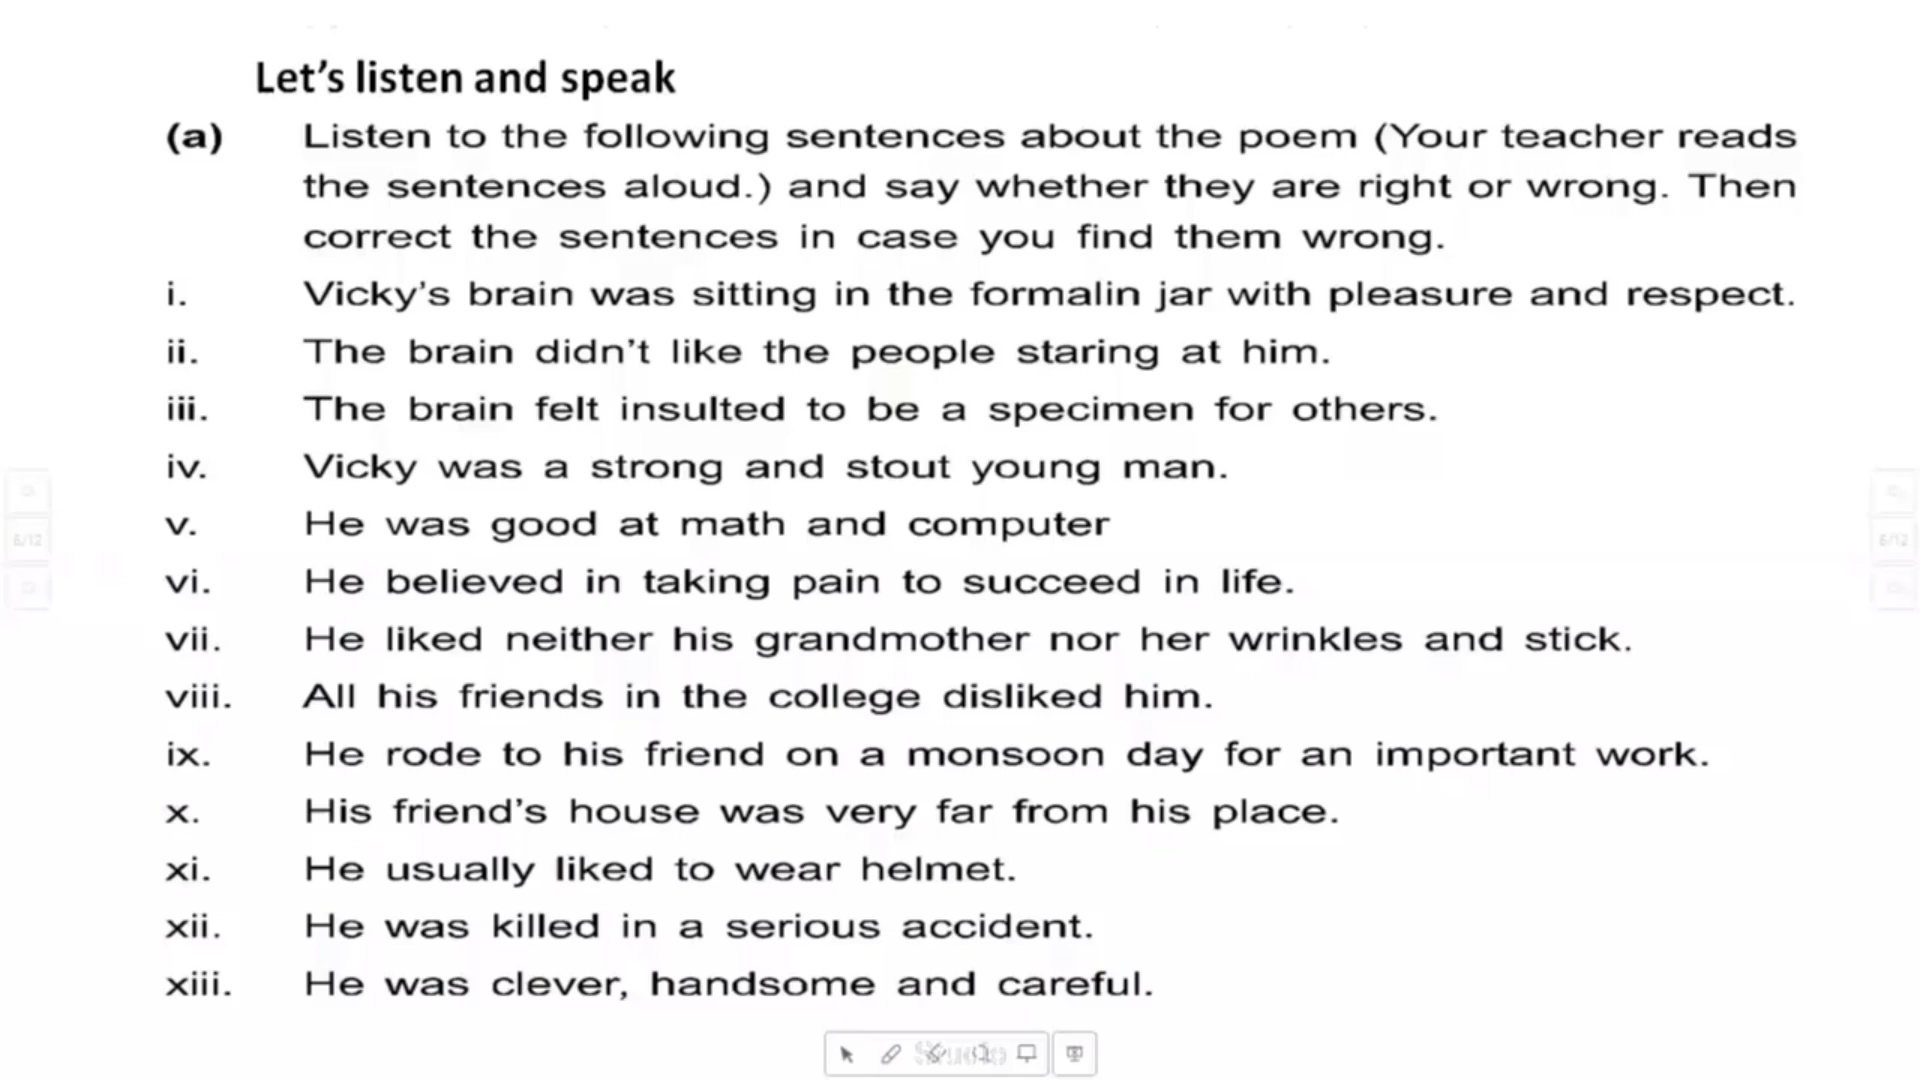 Let's listen and speak
(a) Listen to the following sentences about the poem (Your teacher reads
the sentences aloud.) and say whether they are right or wrong. Then
correct the sentences in case you find them wrong.
i. Vicky's brain was sitting in the formalin jar with pleasure and respect.
ii. The brain didn't like the people staring at him.
iii. The brain felt insulted to be a specimen for others.
iv. Vicky was a strong and stout young man.
v. He was good at math and computer
vi. He believed in taking pain to succeed in life.
vii. He liked neither his grandmother nor her wrinkles and stick.
viii. All his friends in the college disliked him.
ix. He rode to his friend on a monsoon day for an important work.
x. His friend's house was very far from his place.
xi. He usually liked to wear helmet.
xii. He was killed in a serious accident.
xiii. He was clever, handsome and careful.
6/12
6/12